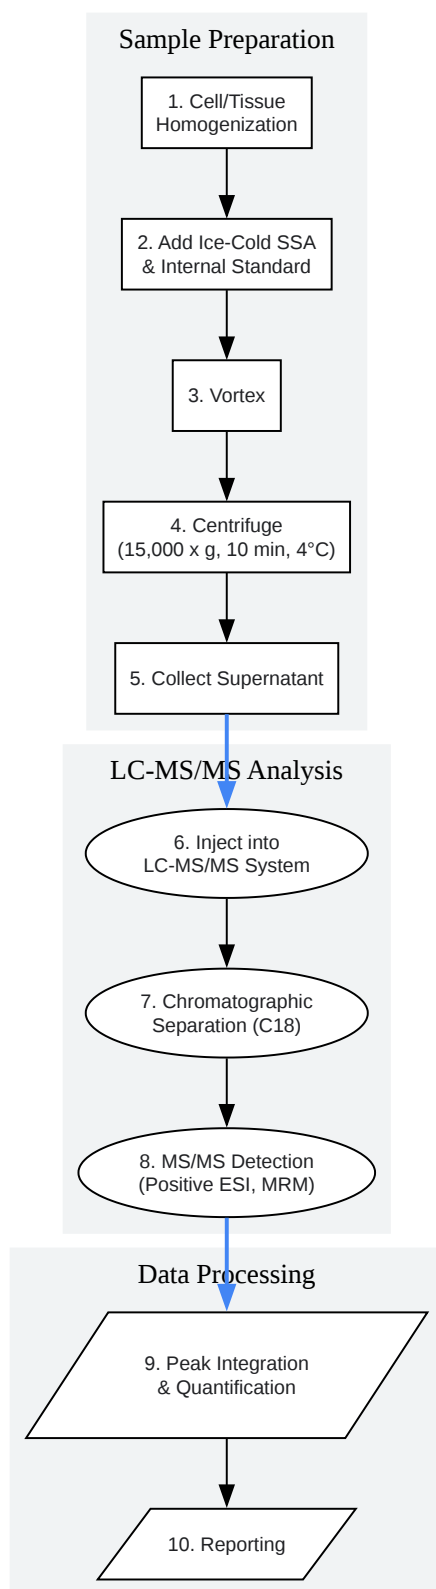 Sample Preparation
1. Cell/Tissue
Homogenization
2. Add Ice-Cold SSA
& Internal Standard
3. Vortex
4. Centrifuge
(15,000 x g, 10 min, 4°C)
5. Collect Supernatant
LC-MS/MS Analysis
6. Inject into
LC-MS/MS System
7. Chromatographic
Separation (C18)
8. MS/MS Detection
(Positive ESI, MRM)
Data Processing
9. Peak Integration
& Quantification
10. Reporting